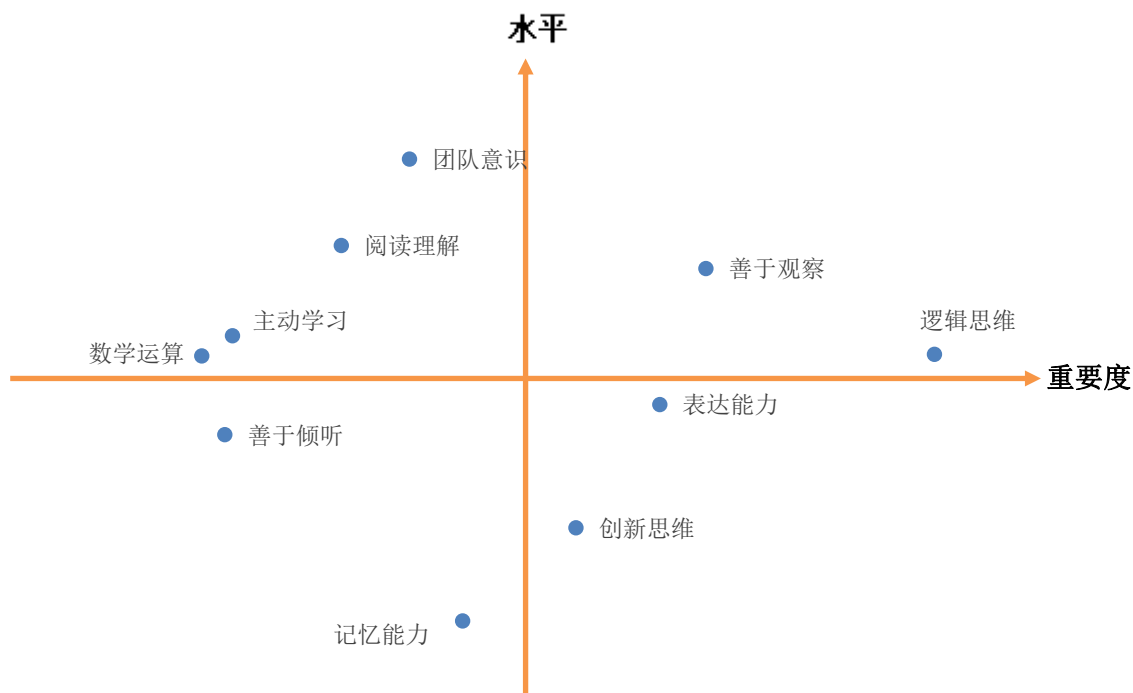 水平
团队意识
阅读理解
善于观察
主动学习
逻辑思维
数学运算
重要度
表达能力
善于倾听
创新思维
记忆能力